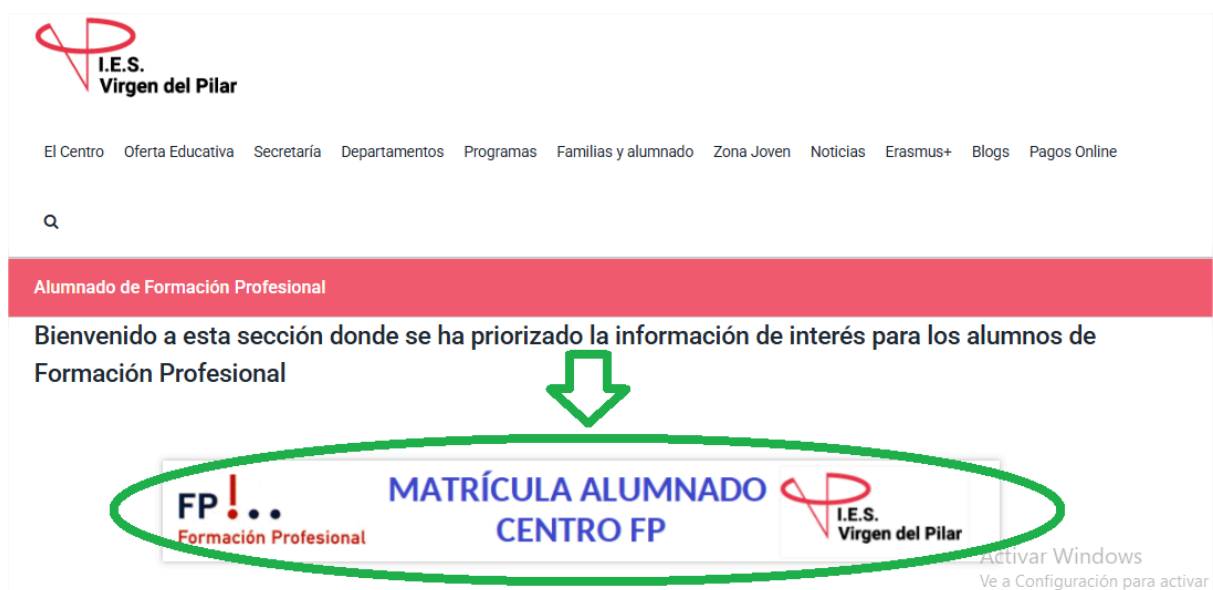 I.E.S.
Virgen del Pilar
El Centro Oferta Educativa Secretaría Departamentos Programas Familias y alumnado Zona Joven Noticias Erasmus+ Blogs Pagos Online
Alumnado de Formación Profesional
Bienvenido a esta sección donde se ha priorizado la información de interés para los alumnos de
Formación Profesional
FP!..
Formación Profesional
MATRÍCULA ALUMNADO
CENTRO FP
I.E.S.
Virgen del Pilar
Activar Windows
Ve a Configuración para activar